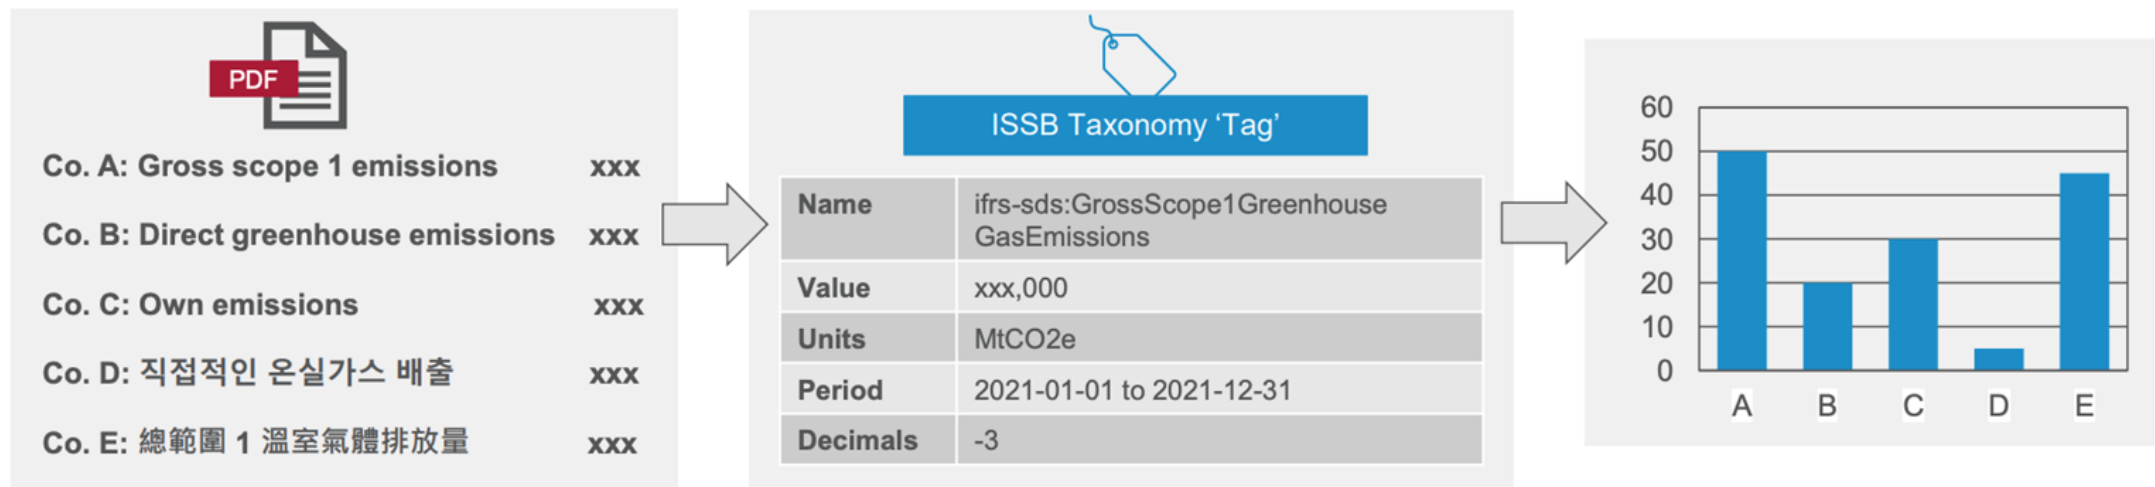 PDF
Co. A: Gross scope 1 emissions xxx
Co. B: Direct greenhouse emissions xxx
Co. C: Own emissions xxx
Co. D: 직접적인 온실가스 배출 xxx
Co. E: 總範圍 1 溫室氣體排放量 xxx
ISSB Taxonomy ‘Tag’
Name ifrs-sds:GrossScope1Greenhouse
GasEmissions
Value xxx,000
Units MtCO2e
Period 2021-01-01 to 2021-12-31
Decimals -3
60
50
40
30
20
10
0
A B C D E